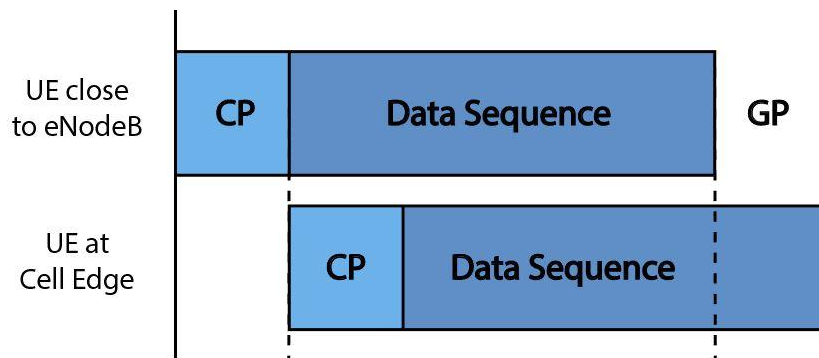 UE close
to eNodeB
CP
Data Sequence
GP
UE at
Cell Edge
CP
Data Sequence